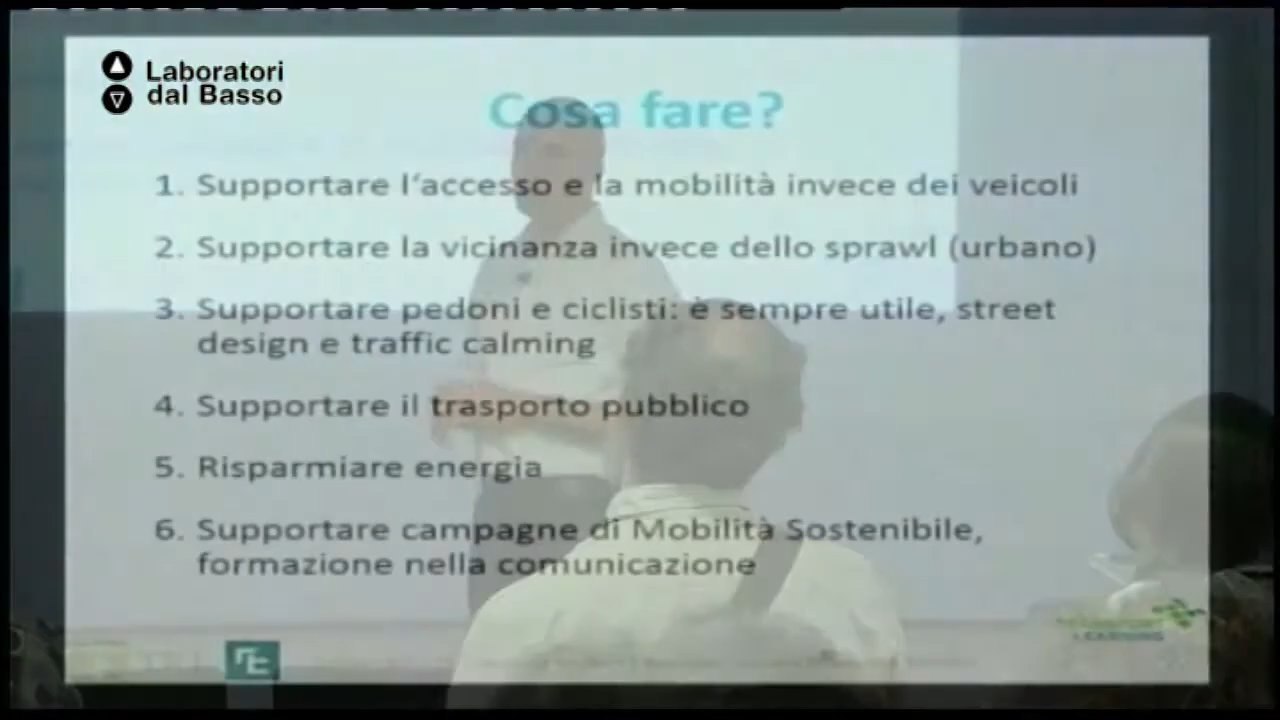 Laboratori
dal Basso
Cosa fare?
1. Supportare l'accesso e la mobilità invece dei veicoli
2. Supportare la vicinanza invece dello sprawl (urbano)
3. Supportare pedoni e ciclisti: è sempre utile, street
design e traffic calming
4. Supportare il trasporto pubblico
5. Risparmiare energia
6. Supportare campagne di Mobilità Sostenibile,
formazione nella comunicazione